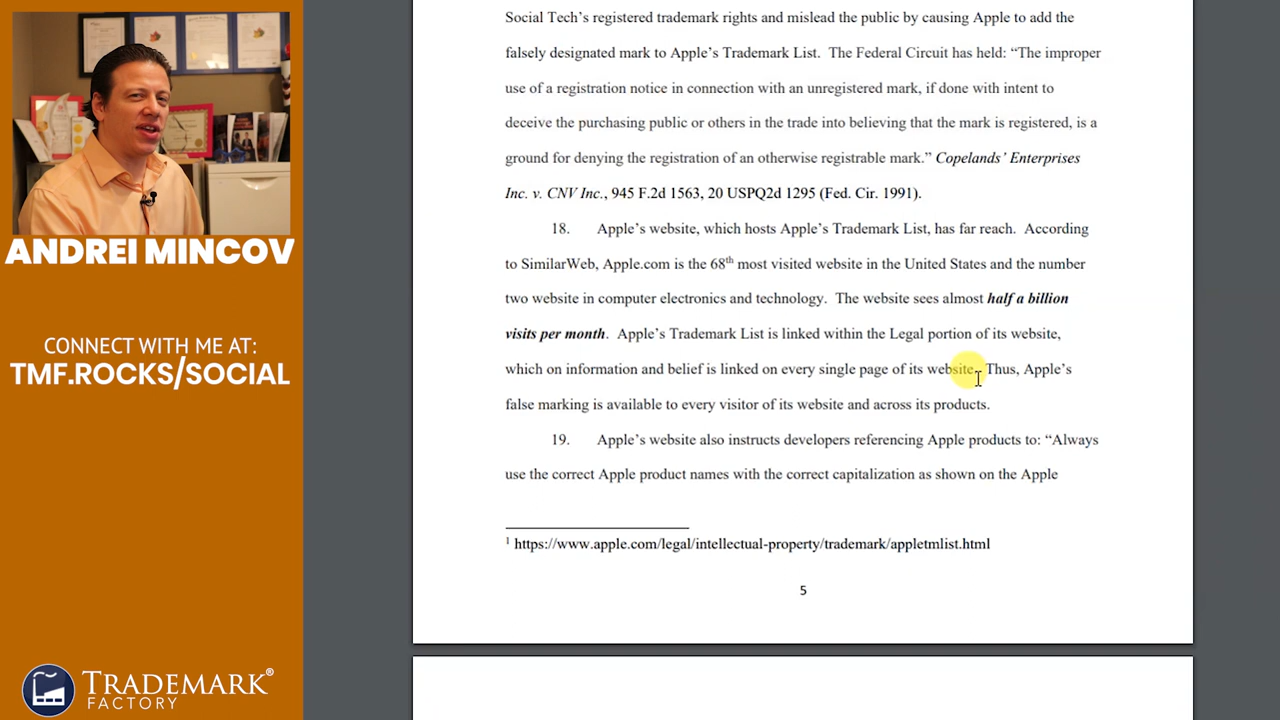 ANDREI MINCOV
CONNECT WITH ME AT:
TMF.ROCKS/SOCIAL
TRADEMARK®
FACTORY
Social Tech’s registered trademark rights and mislead the public by causing Apple to add the
falsely designated mark to Apple’s Trademark List.  The Federal Circuit has held: “The improper
use of a registration notice in connection with an unregistered mark, if done with intent to
deceive the purchasing public or others in the trade into believing that the mark is registered, is a
ground for denying the registration of an otherwise registrable mark.” Copelands’ Enterprises
Inc. v. CNV Inc., 945 F.2d 1563, 20 USPQ2d 1295 (Fed. Cir. 1991).
18. Apple’s website, which hosts Apple’s Trademark List, has far reach.  According
to SimilarWeb, Apple.com is the 68th most visited website in the United States and the number
two website in computer electronics and technology.  The website sees almost half a billion
visits per month.  Apple’s Trademark List is linked within the Legal portion of its website,
which on information and belief is linked on every single page of its website.  Thus, Apple’s
false marking is available to every visitor of its website and across its products.
19. Apple’s website also instructs developers referencing Apple products to: “Always
use the correct Apple product names with the correct capitalization as shown on the Apple
1 https://www.apple.com/legal/intellectual-property/trademark/appletmlist.html
5